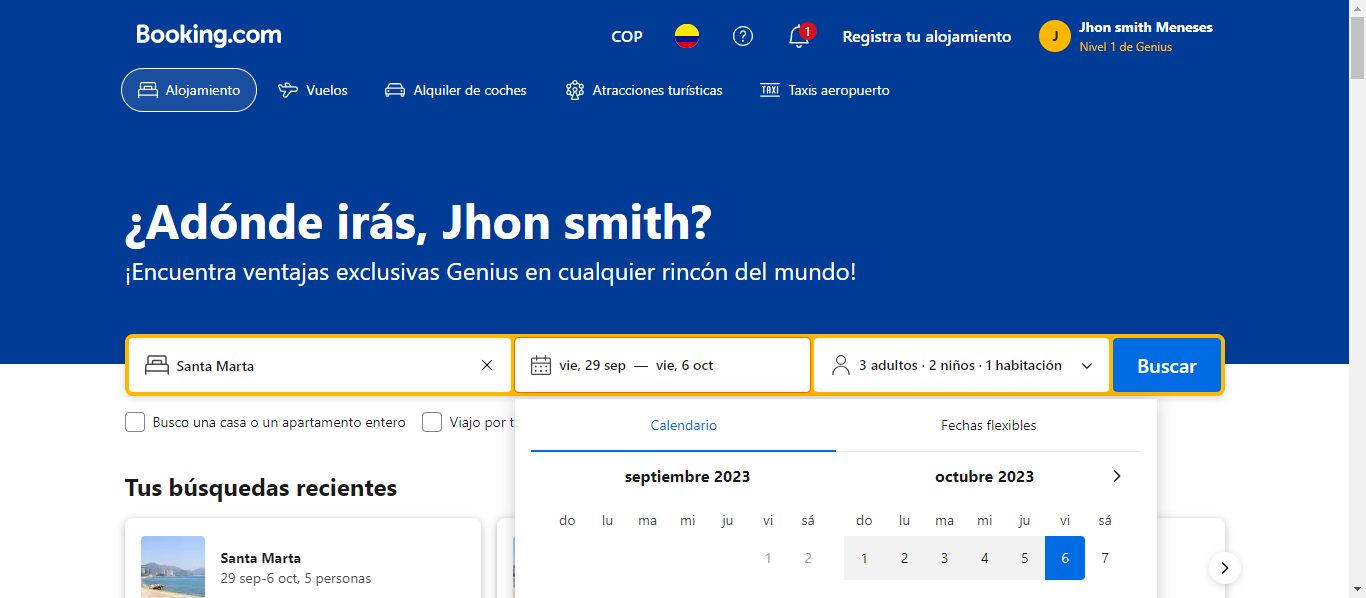 Booking.com
COP
1
Registra tu alojamiento
J
Jhon smith Meneses
Nivel 1 de Genius
Alojamiento
Vuelos
Alquiler de coches
Atracciones turísticas
TAXI
Taxis aeropuerto
¿Adónde irás, Jhon smith?
¡Encuentra ventajas exclusivas Genius en cualquier rincón del mundo!
Santa Marta
vie, 29 sep — vie, 6 oct
3 adultos · 2 niños · 1 habitación
Buscar
Busco una casa o un apartamento entero
Viajo por t
Calendario
Fechas flexibles
septiembre 2023
octubre 2023
do lu ma mi ju vi sá
do lu ma mi ju vi sá
1 2
1 2 3 4 5 6 7
Tus búsquedas recientes
Santa Marta
29 sep-6 oct, 5 personas